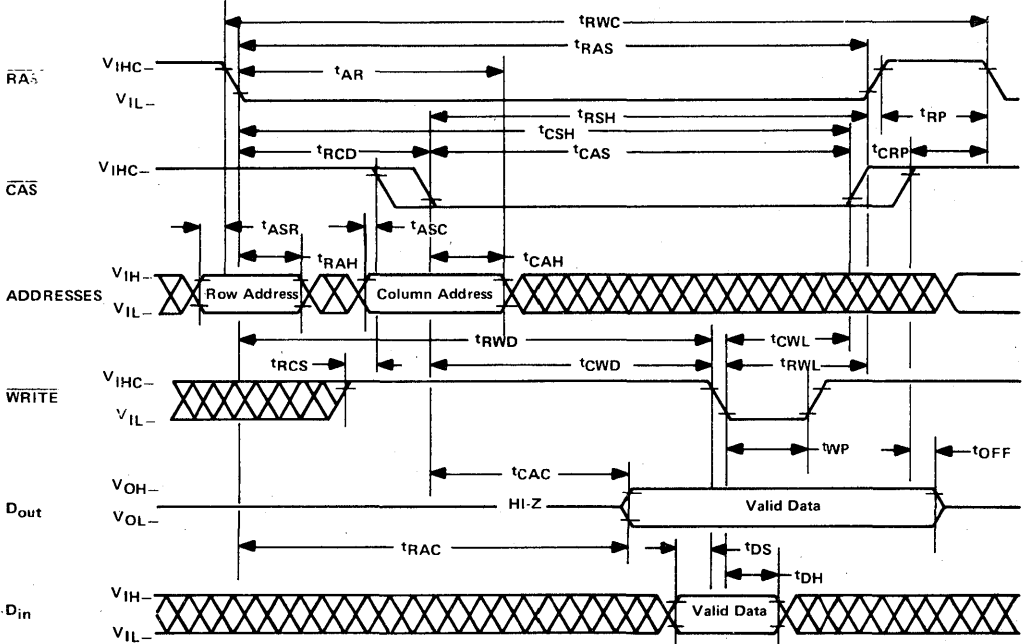 tRWC
tRAS
tAR
RAS
VIHC
VIL
tRSH
tRP
tCSH
tRCD
tCAS
tCRP
CAS
VIHC
tASR
tASC
tRAH
tCAH
ADDRESSES
VIH
VIL
Row Address
Column Address
tRWD
tCWL
tRCS
tCWD
tRWL
WRITE
VIHC
VIL
tWP
tOFF
tCAC
Dout
VOH
VOL
HI-Z
Valid Data
tRAC
tDS
tDH
Din
VIH
VIL
Valid Data